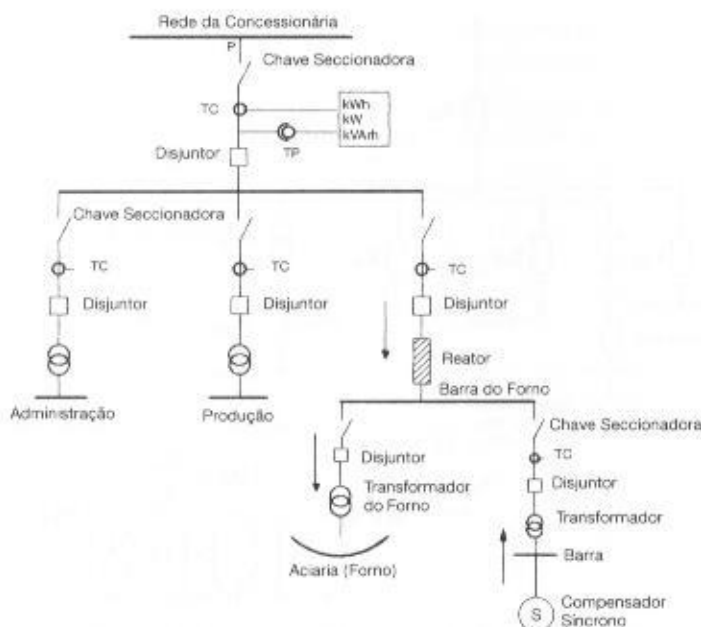 Rede da Concessionária
P
Chave Seccionadora
TC
kWh
kW
kVArh
TP
Disjuntor
Chave Seccionadora
TC
TC
TC
Disjuntor
Disjuntor
Disjuntor
Reator
Barra do Forno
Administração
Produção
Chave Seccionadora
Disjuntor
TC
Disjuntor
Transformador
do Forno
Transformador
Aciaria (Forno)
Barra
S
Compensador
Síncrono